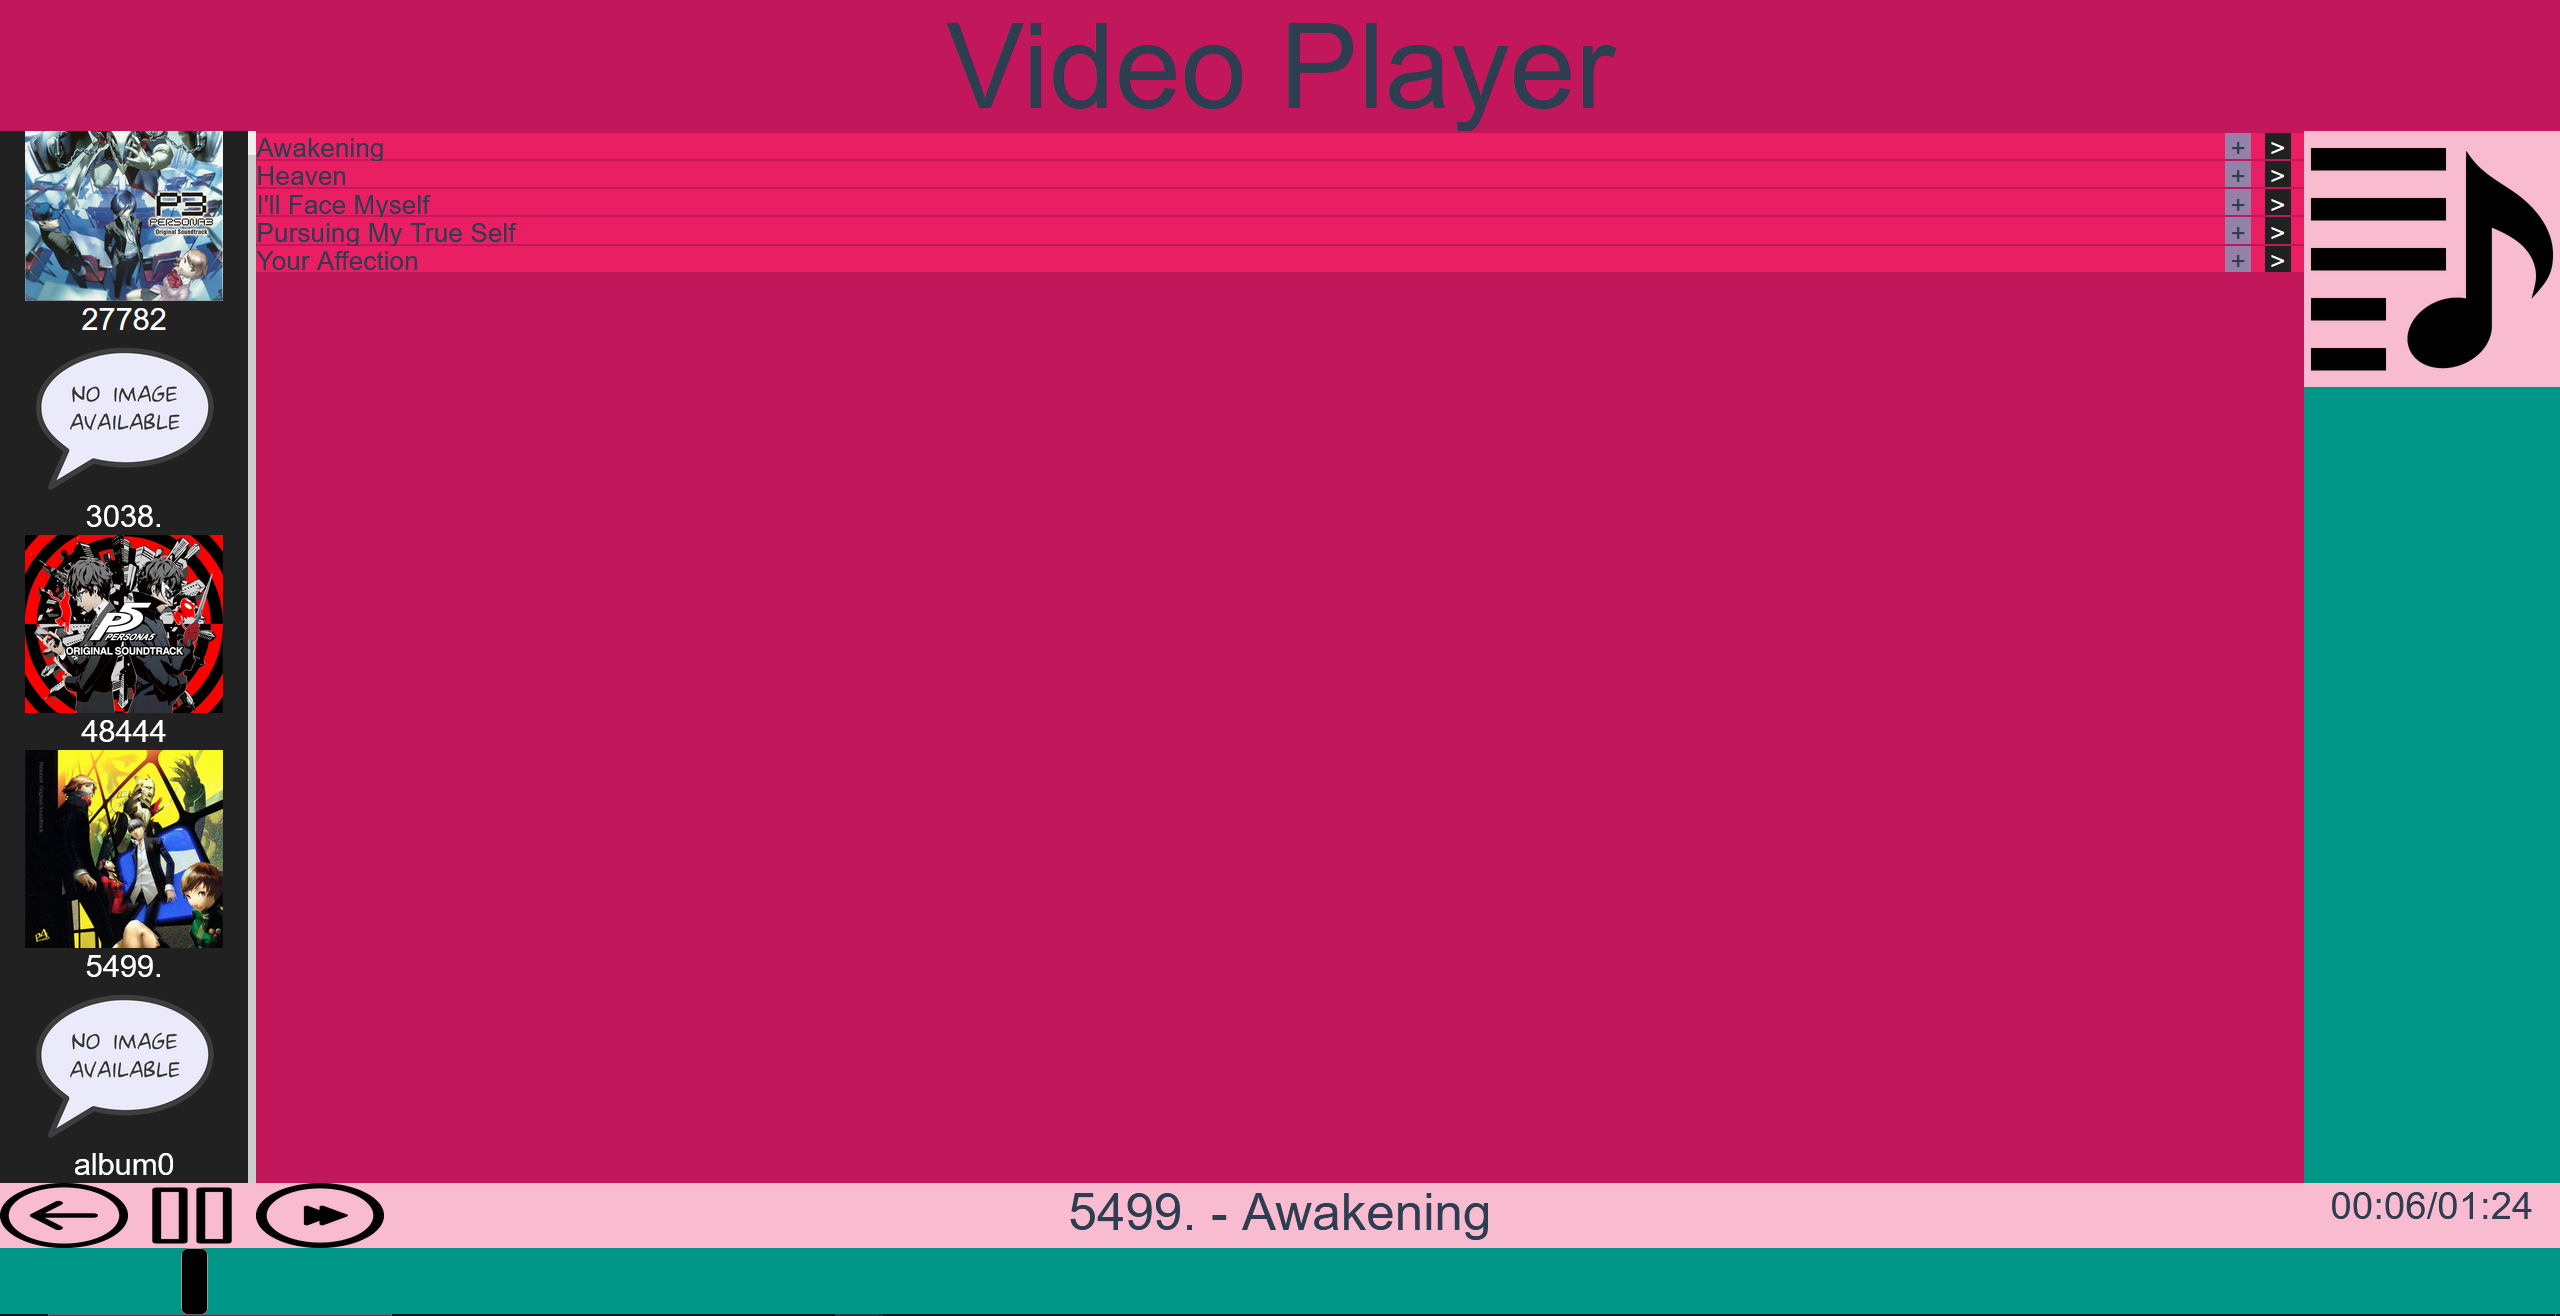 Video Player
P3
PERSONA3
Original Soundtrack
27782
NO IMAGE
AVAILABLE
3038.
P5
PERSONA5
ORIGINAL SOUNDTRACK
48444
P4
5499.
NO IMAGE
AVAILABLE
album0
Awakening + >
Heaven + >
I'll Face Myself + >
Pursuing My True Self + >
Your Affection + >
5499. - Awakening
00:06/01:24